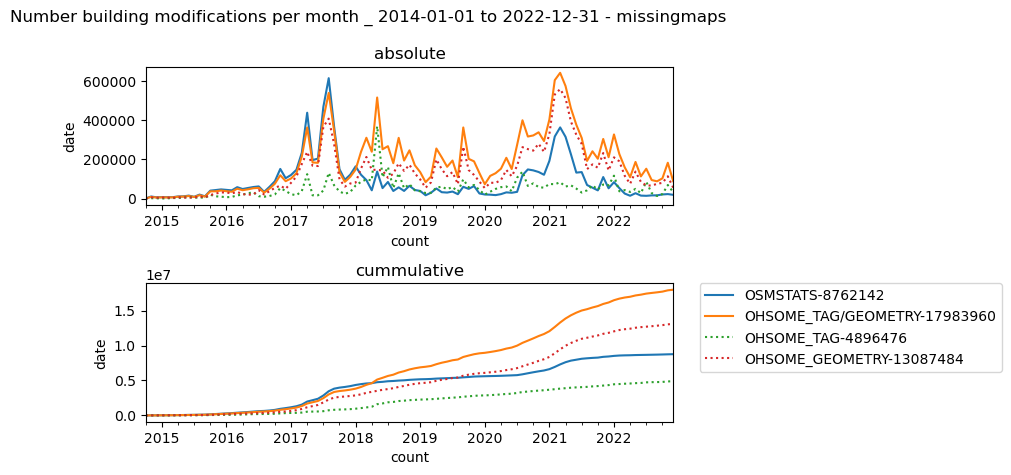 Number building modifications per month _ 2014-01-01 to 2022-12-31 - missingmaps
absolute
600000
400000
200000
0
date
2015 2016 2017 2018 2019 2020 2021 2022
count
cummulative
1e7
1.5
1.0
0.5
0.0
date
2015 2016 2017 2018 2019 2020 2021 2022
count
OSMSTATS-8762142
OHSOME_TAG/GEOMETRY-17983960
OHSOME_TAG-4896476
OHSOME_GEOMETRY-13087484